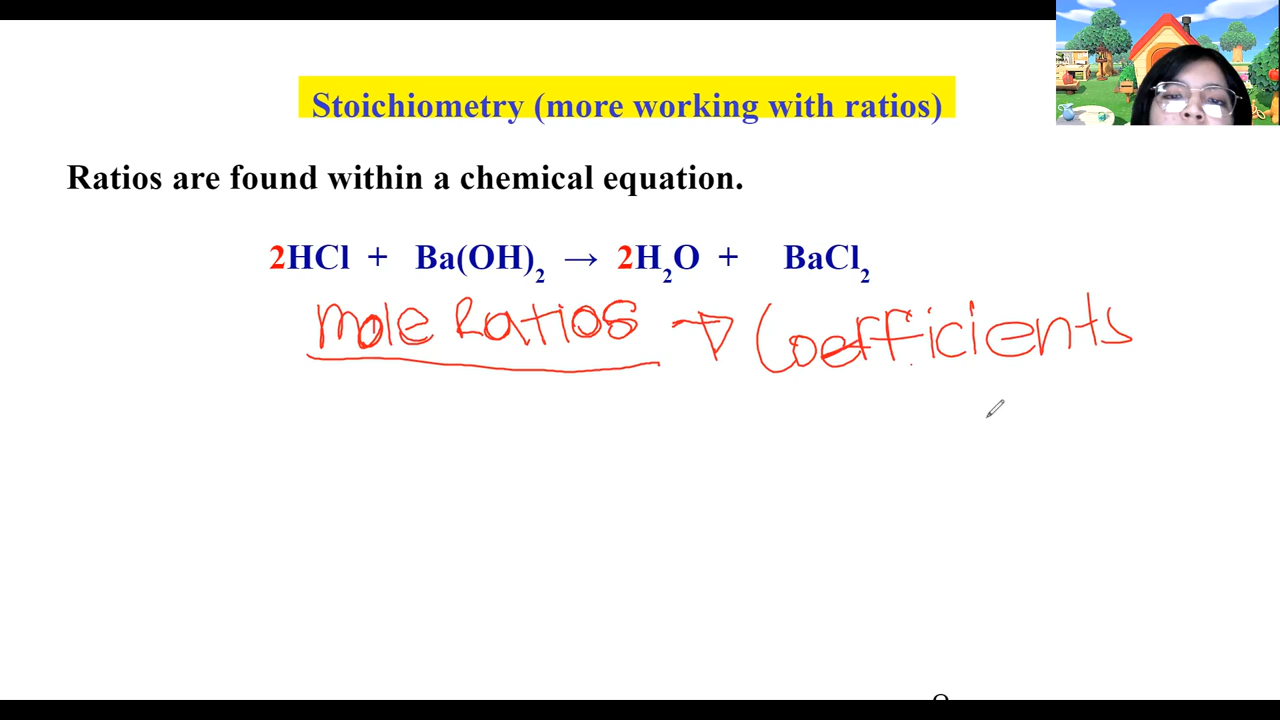 Stoichiometry (more working with ratios)
Ratios are found within a chemical equation.
2HCl + Ba(OH)₂ → 2H₂O + BaCl₂
mole Ratios → Coefficients